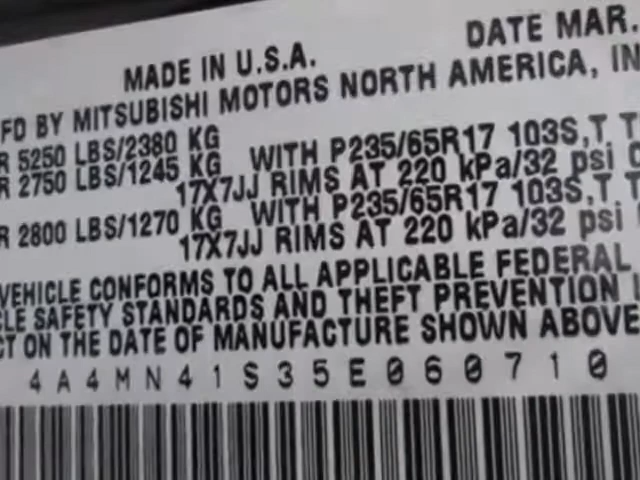 DATE MAR.
MADE IN U.S.A.
FD BY MITSUBISHI MOTORS NORTH AMERICA, IN
R 5250 LBS/2380 KG
R 2750 LBS/1245 KG WITH P235/65R17 103S,T T
17X7JJ RIMS AT 220 kPa/32 psi C
R 2800 LBS/1270 KG WITH P235/65R17 103S,T T
17X7JJ RIMS AT 220 kPa/32 psi
VEHICLE CONFORMS TO ALL APPLICABLE FEDERAL
CLE SAFETY STANDARDS AND THEFT PREVENTION
CT ON THE DATE OF MANUFACTURE SHOWN ABOVE
4A4MN41S35E060710